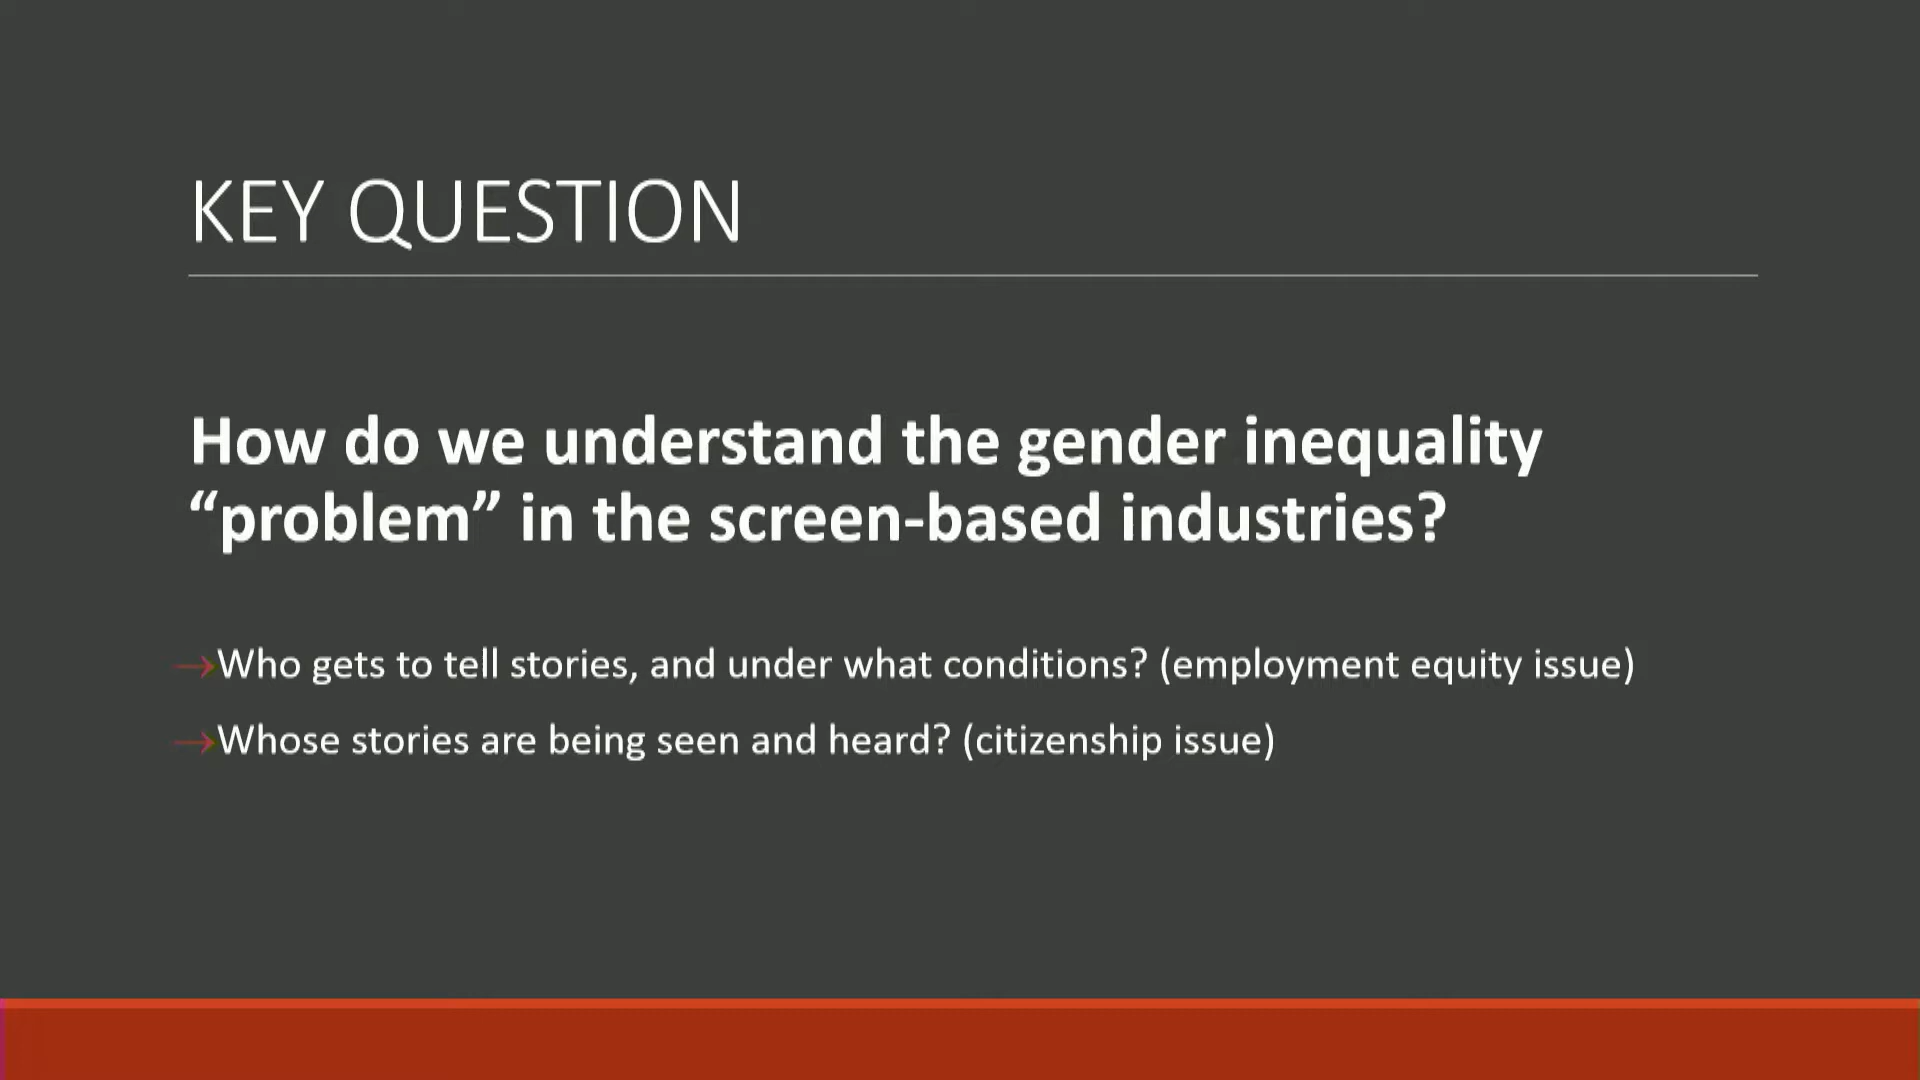 KEY QUESTION
How do we understand the gender inequality
“problem” in the screen-based industries?
→Who gets to tell stories, and under what conditions? (employment equity issue)
→Whose stories are being seen and heard? (citizenship issue)